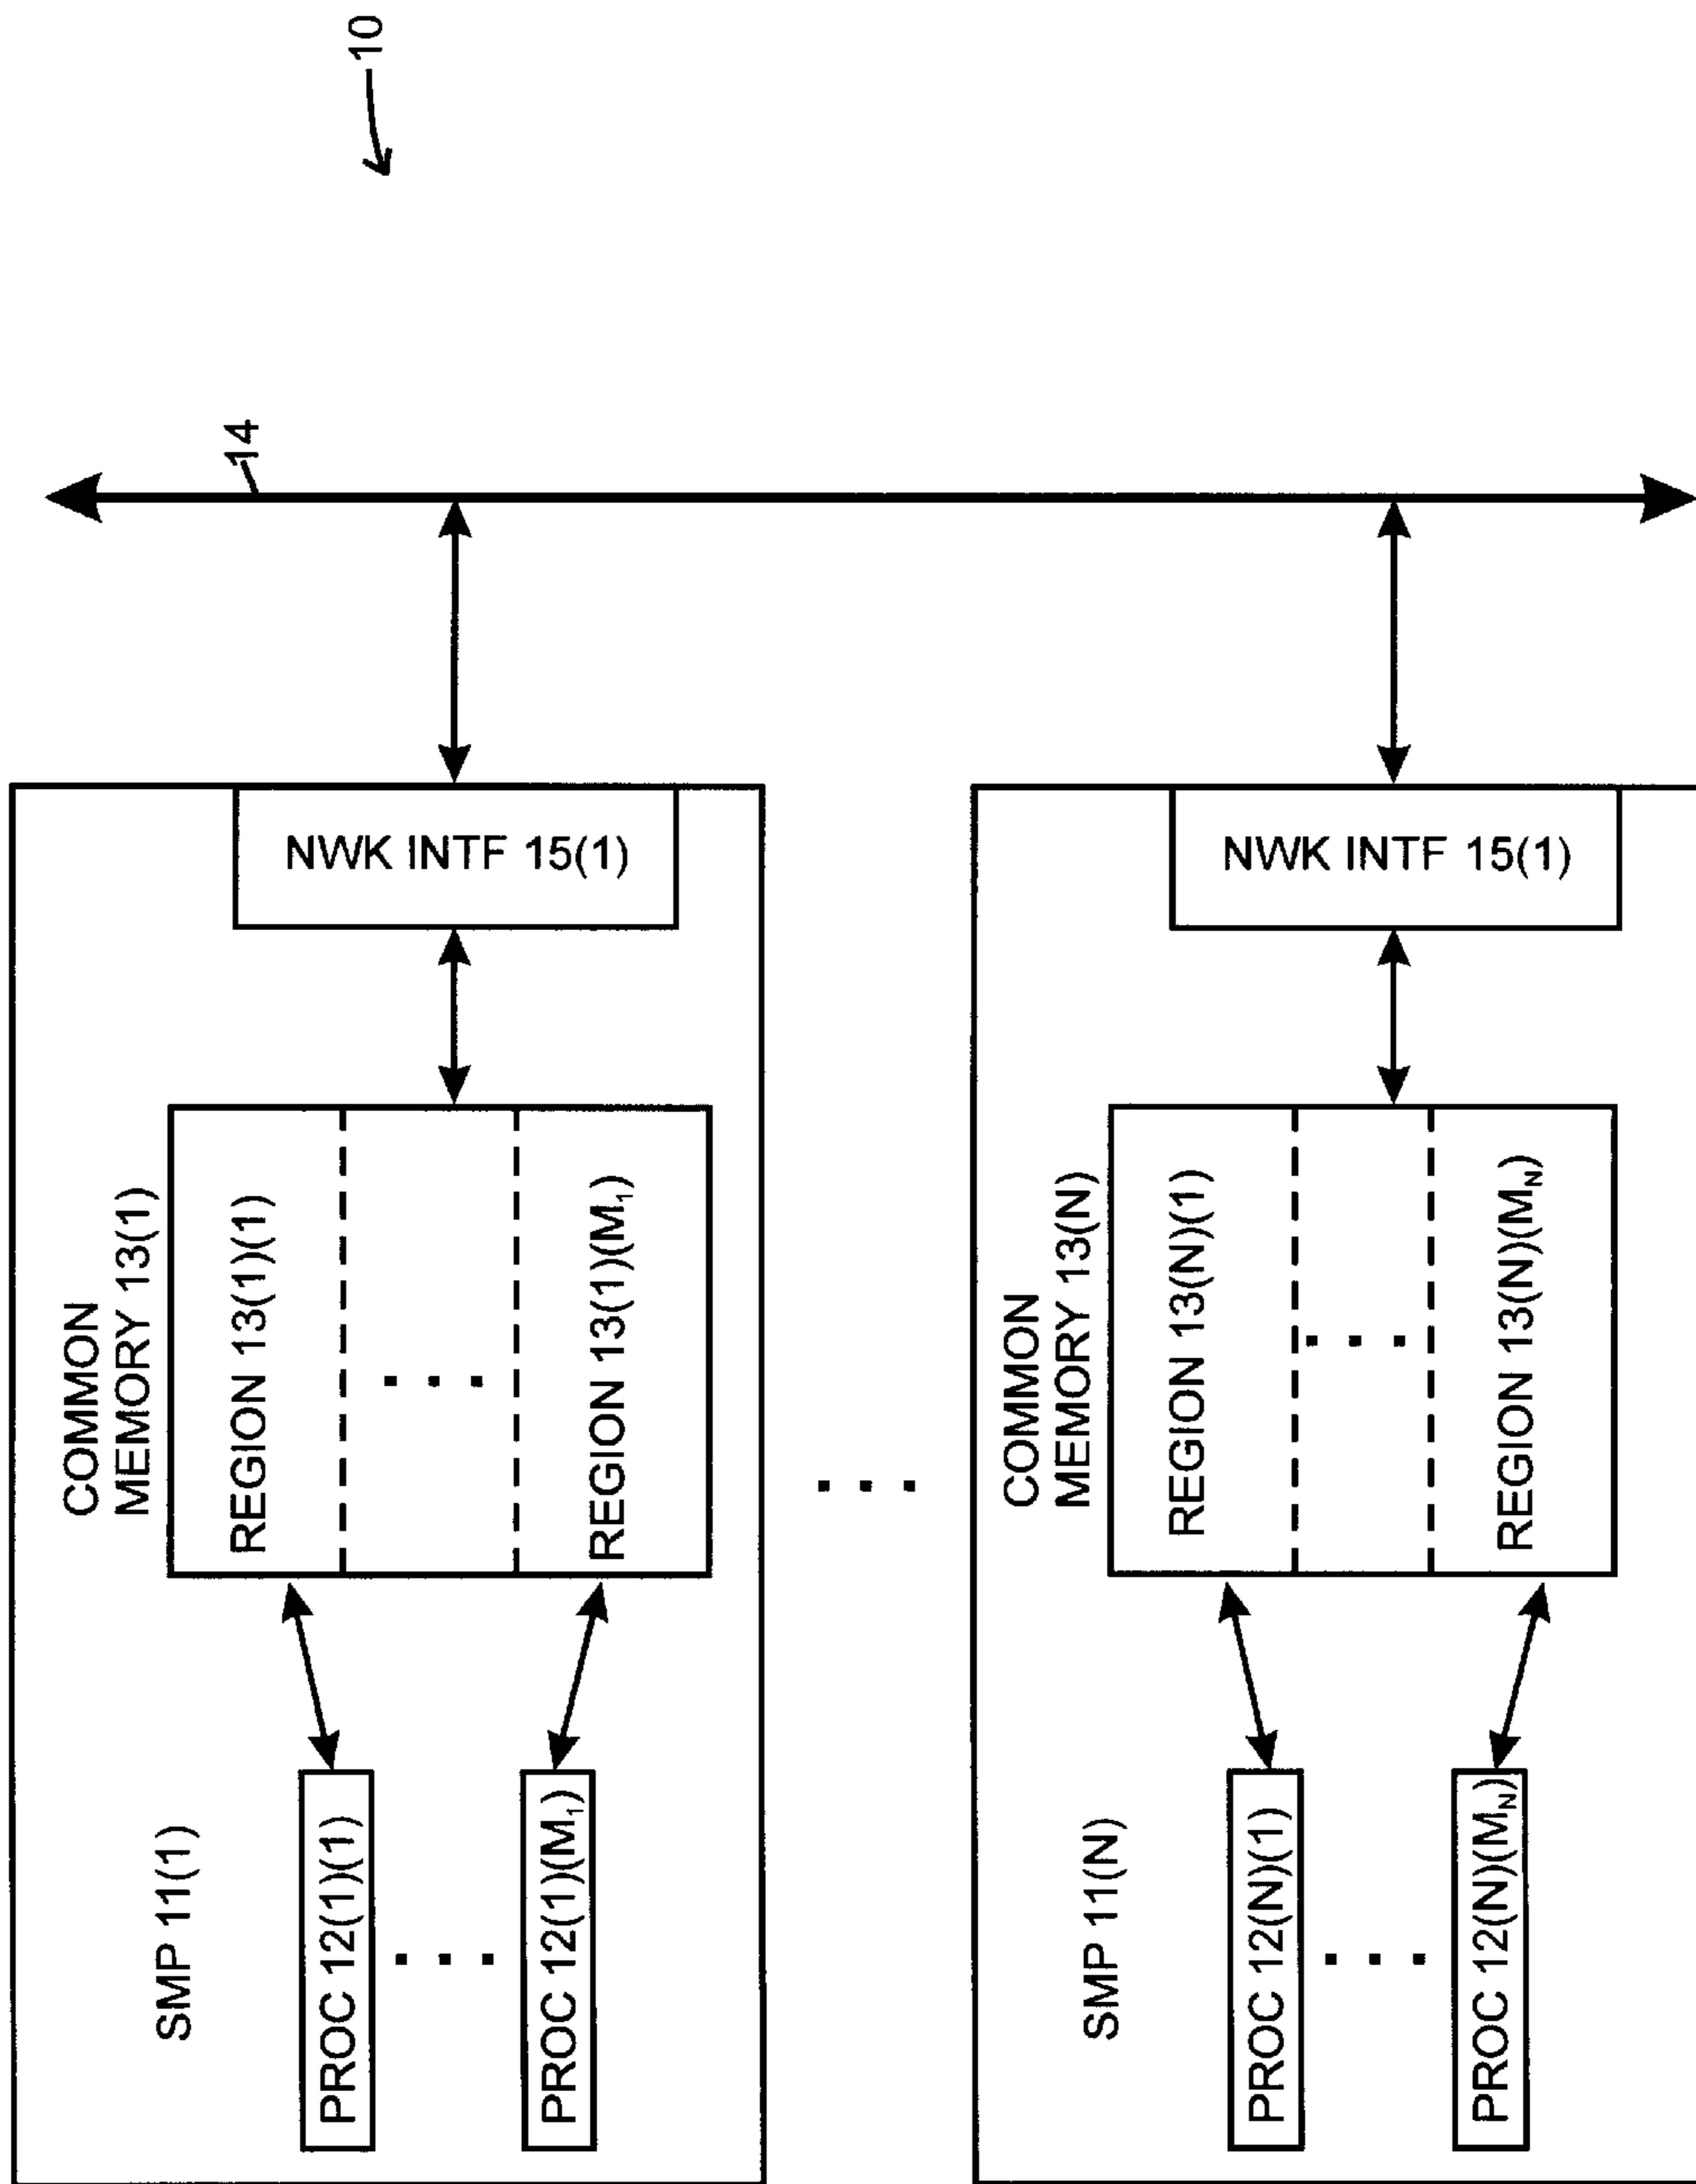 10
14
SMP 11(1)
COMMON
MEMORY 13(1)
PROC 12(1)(1)
. . .
PROC 12(1)(M₁)
REGION 13(1)(1)
. . .
REGION 13(1)(M₁)
NWK INTF 15(1)
. . .
SMP 11(N)
COMMON
MEMORY 13(N)
PROC 12(N)(1)
. . .
PROC 12(N)(M_N)
REGION 13(N)(1)
. . .
REGION 13(N)(M_N)
NWK INTF 15(1)